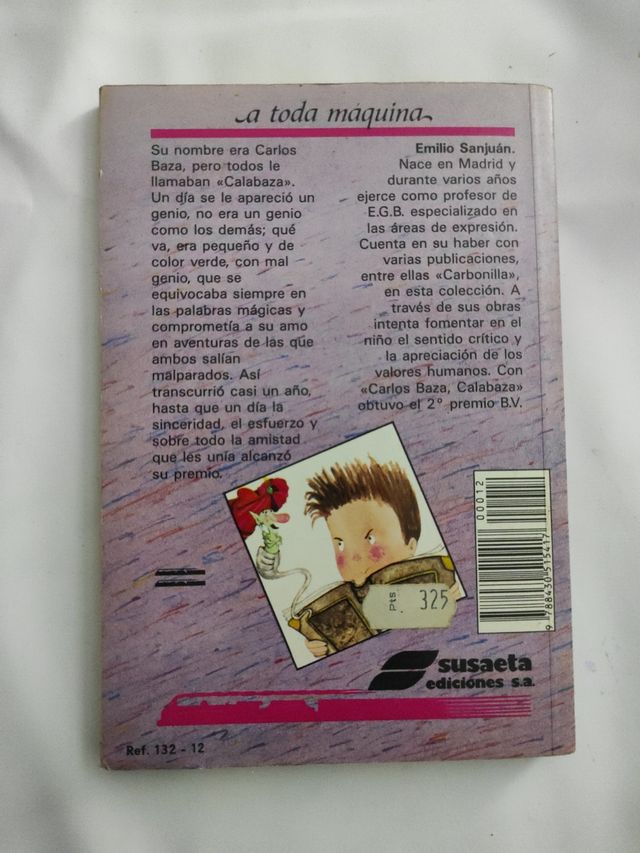 a toda máquina
Su nombre era Carlos
Baza, pero todos le
llamaban «Calabaza».
Un día se le apareció un
genio, no era un genio
como los demás; qué
va, era pequeño y de
color verde, con mal
genio, que se
equivocaba siempre en
las palabras mágicas y
comprometía a su amo
en aventuras de las que
ambos salían
malparados. Así
transcurrió casi un año,
hasta que un día la
sinceridad, el esfuerzo y
sobre todo la amistad
que les unía alcanzó
su premio.
Emilio Sanjuán.
Nace en Madrid y
durante varios años
ejerce como profesor de
E.G.B. especializado en
las áreas de expresión.
Cuenta en su haber con
varias publicaciones,
entre ellas «Carbonilla»,
en esta colección. A
través de sus obras
intenta fomentar en el
niño el sentido crítico y
la apreciación de los
valores humanos. Con
«Carlos Baza, Calabaza»
obtuvo el 2º premio B.V.
00012
9 788430 515417
Pts. 325
susaeta
ediciones s.a.
Ref. 132 - 12